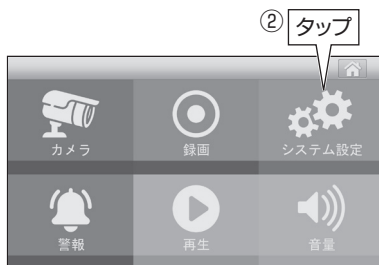 ② タップ
カメラ 録画 システム設定
警報 再生 音量